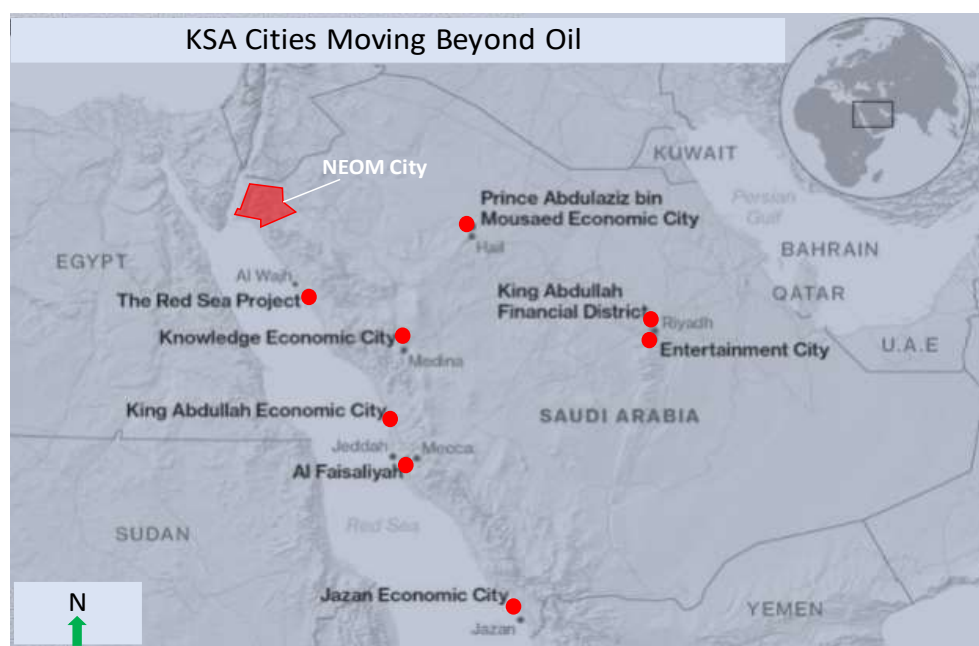 KSA Cities Moving Beyond Oil
KUWAIT
NEOM City
Prince Abdulaziz bin
Mousaed Economic City
Persian
Gulf
Hail
BAHRAIN
EGYPT
Al Wajh
QATAR
The Red Sea Project
King Abdullah
Financial District
Riyadh
Knowledge Economic City
Entertainment City
U.A.E
Medina
King Abdullah Economic City
SAUDI ARABIA
Jeddah
Mecca
Al Faisaliyah
Red Sea
SUDAN
Jazan Economic City
N
YEMEN
Jazan